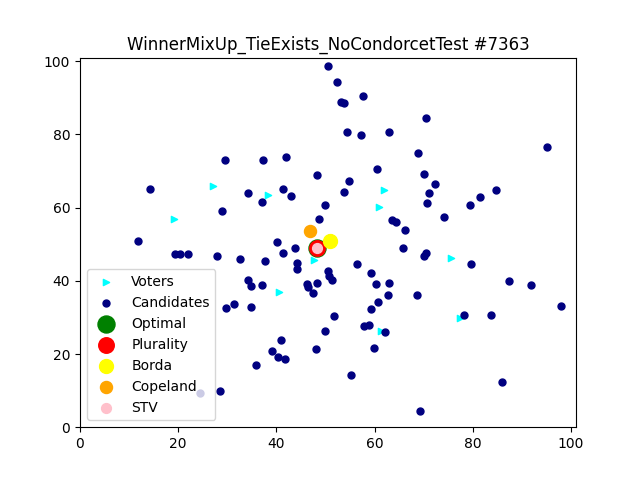 WinnerMixUp_TieExists_NoCondorcetTest #7363
100
80
60
40
20
0
0 20 40 60 80 100
Voters
Candidates
Optimal
Plurality
Borda
Copeland
STV